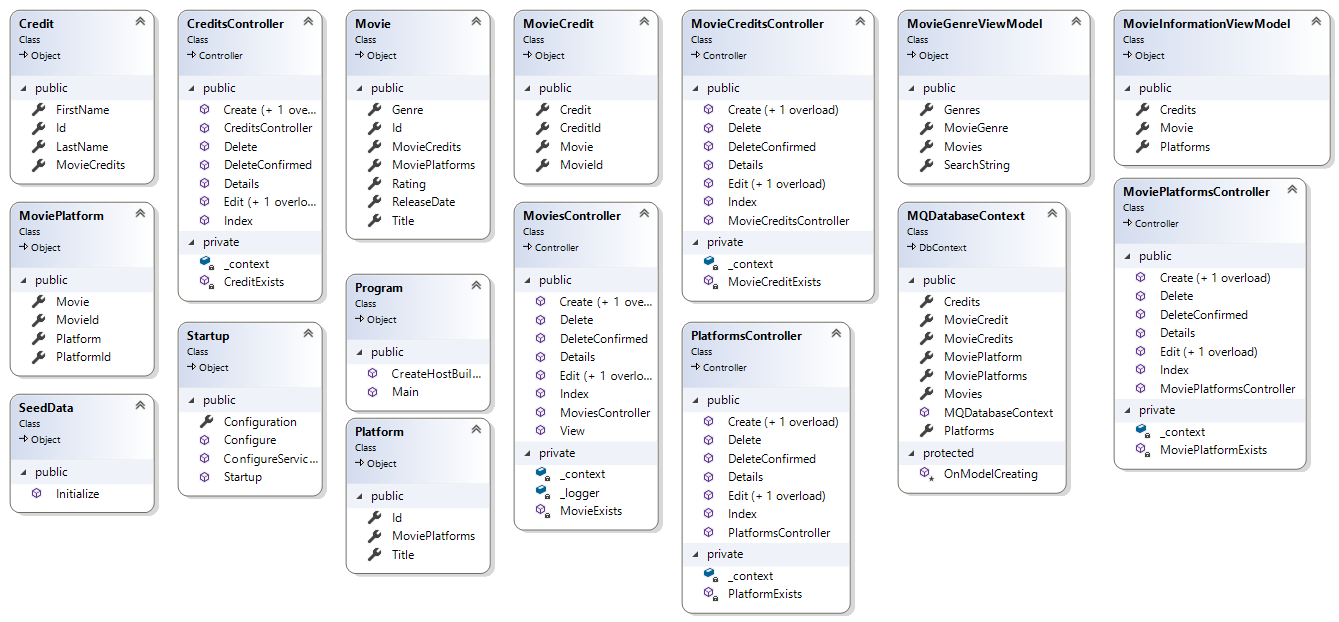 Credit
Class
Object
public
FirstName
Id
LastName
MovieCredits
MoviePlatform
Class
Object
public
Movie
MovieId
Platform
PlatformId
SeedData
Class
Object
public
Initialize
CreditsController
Class
Controller
public
Create (+ 1 ove...
CreditsController
Delete
DeleteConfirmed
Details
Edit (+ 1 overlo...
Index
private
_context
CreditExists
Startup
Class
Object
public
Configuration
Configure
ConfigureServic...
Startup
Movie
Class
Object
public
Genre
Id
MovieCredits
MoviePlatforms
Rating
ReleaseDate
Title
Program
Class
Object
public
CreateHostBuil...
Main
Platform
Class
Object
public
Id
MoviePlatforms
Title
MovieCredit
Class
Object
public
Credit
CreditId
Movie
MovieId
MoviesController
Class
Controller
public
Create (+ 1 ove...
Delete
DeleteConfirmed
Details
Edit (+ 1 overlo...
Index
MoviesController
View
private
_context
_logger
MovieExists
MovieCreditsController
Class
Controller
public
Create (+ 1 overload)
Delete
DeleteConfirmed
Details
Edit (+ 1 overload)
Index
MovieCreditsController
private
_context
MovieCreditExists
PlatformsController
Class
Controller
public
Create (+ 1 overload)
Delete
DeleteConfirmed
Details
Edit (+ 1 overload)
Index
PlatformsController
private
_context
PlatformExists
MovieGenreViewModel
Class
Object
public
Genres
MovieGenre
Movies
SearchString
MQDatabaseContext
Class
DbContext
public
Credits
MovieCredit
MovieCredits
MoviePlatform
MoviePlatforms
Movies
MQDatabaseContext
Platforms
protected
OnModelCreating
MovieInformationViewModel
Class
Object
public
Credits
Movie
Platforms
MoviePlatformsController
Class
Controller
public
Create (+ 1 overload)
Delete
DeleteConfirmed
Details
Edit (+ 1 overload)
Index
MoviePlatformsController
private
_context
MoviePlatformExists